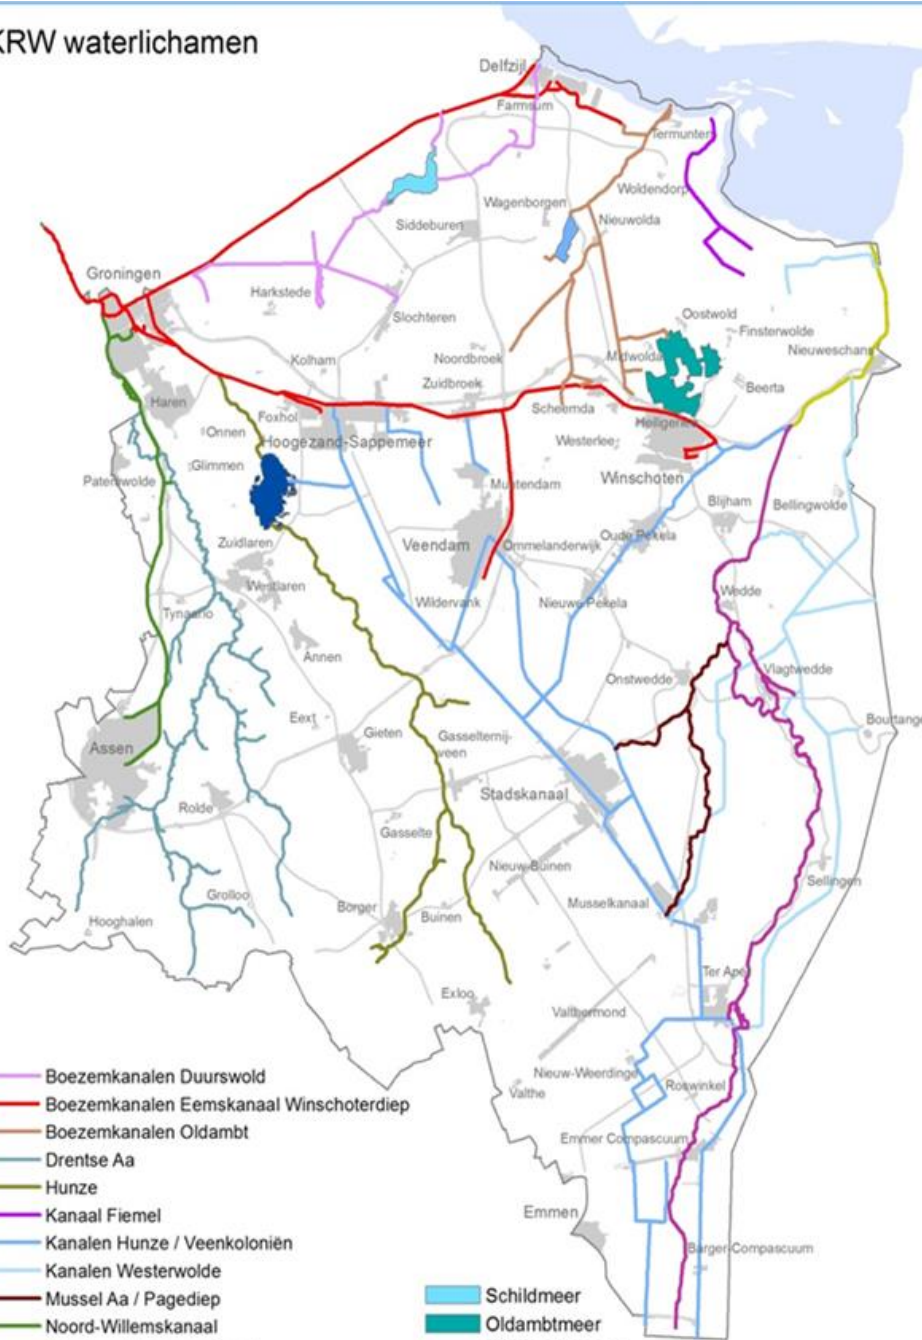 KRW waterlichamen
Delfzijl
Farmsum
Termunten
Woldendorp
Wagenborgen
Nieuwolda
Siddeburen
Groningen
Harkstede
Slochteren
Oostwold
Finsterwolde
Nieuweschans
Kolham
Noordbroek
Midwolda
Zuidbroek
Beerta
Haren
Foxhol
Scheemda
Heiligerlee
Onnen
Hoogezand-Sappemeer
Westerlee
Glimmen
Paterswolde
Muntendam
Winschoten
Blijham
Bellingwolde
Zuidlaren
Veendam
Ommelanderwijk
Oude Pekela
Westlaren
Wildervank
Nieuwe Pekela
Wedde
Tynaarlo
Annen
Onstwedde
Vlagtwedde
Eext
Gieten
Gasselternij-
veen
Bourtange
Assen
Rolde
Stadskanaal
Gasselte
Nieuw-Buinen
Sellingen
Grolloo
Borger
Buinen
Musselkanaal
Hooghalen
Ter Apel
Exloo
Valthermond
Nieuw-Weerdinge
Roswinkel
Valthe
Emmer Compascuum
Emmen
Barger-Compascuum
Boezemkanalen Duurswold
Boezemkanalen Eemskanaal Winschoterdiep
Boezemkanalen Oldambt
Drentse Aa
Hunze
Kanaal Fiemel
Kanalen Hunze / Veenkoloniën
Kanalen Westerwolde
Mussel Aa / Pagediep
Noord-Willemskanaal
Schildmeer
Oldambtmeer